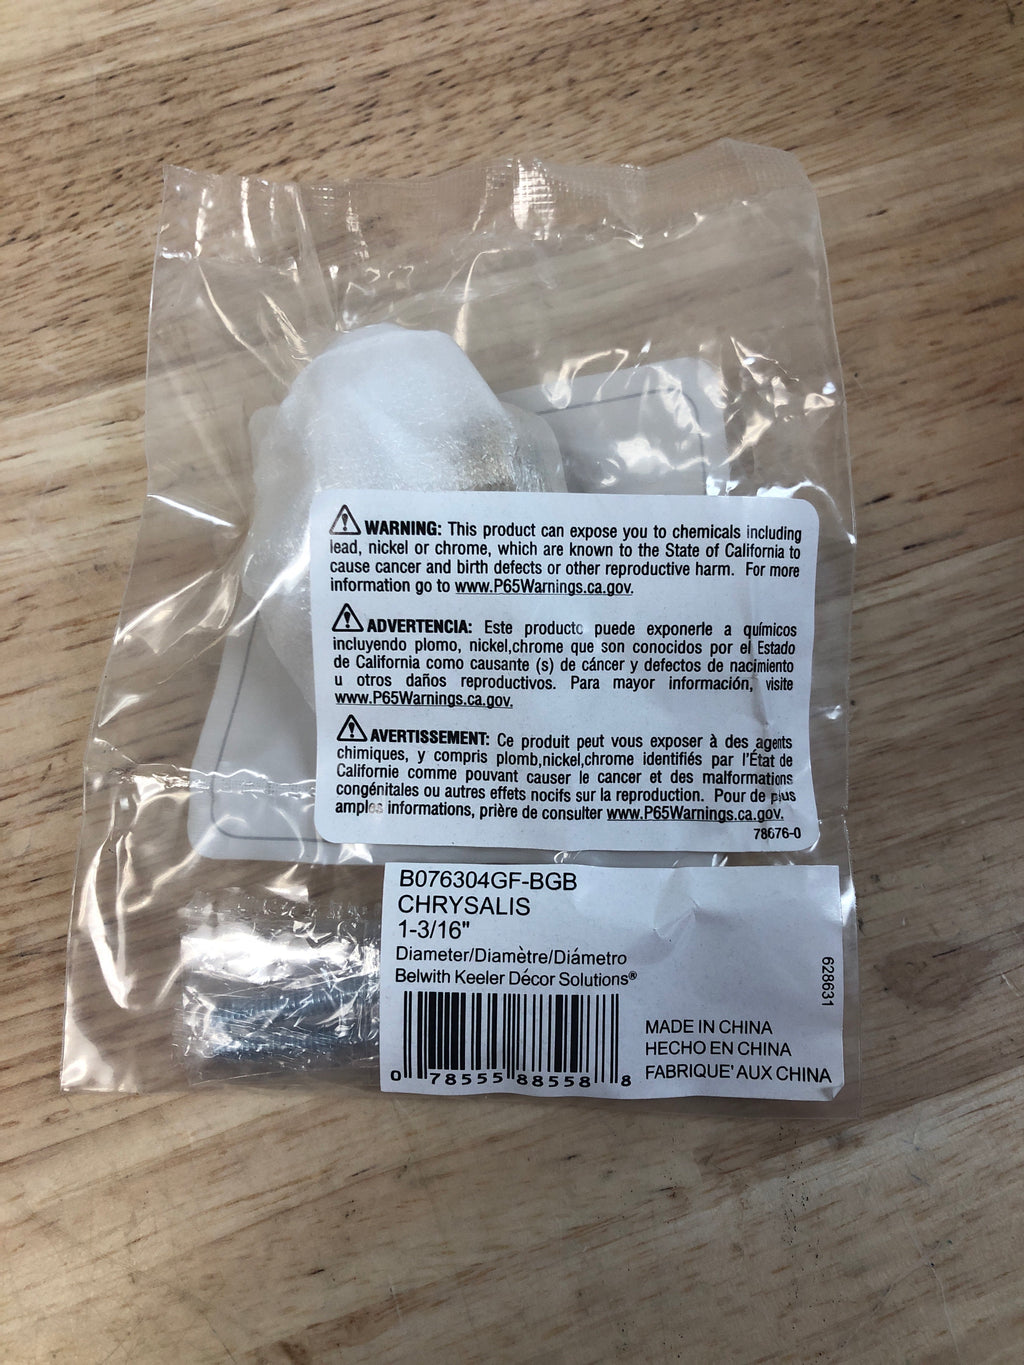 WARNING: This product can expose you to chemicals including
lead, nickel or chrome, which are known to the State of California to
cause cancer and birth defects or other reproductive harm. For more
information go to www.P65Warnings.ca.gov.
ADVERTENCIA: Este producto puede exponerle a químicos
incluyendo plomo, nickel,chrome que son conocidos por el Estado
de California como causante (s) de cáncer y defectos de nacimiento
u otros daños reproductivos. Para mayor información, visite
www.P65Warnings.ca.gov.
AVERTISSEMENT: Ce produit peut vous exposer à des agents
chimiques, y compris plomb,nickel,chrome identifiés par l'État de
Californie comme pouvant causer le cancer et des malformations
congénitales ou autres effets nocifs sur la reproduction. Pour de plus
amples informations, prière de consulter www.P65Warnings.ca.gov.
78676-0
B076304GF-BGB
CHRYSALIS
1-3/16"
Diameter/Diamètre/Diámetro
Belwith Keeler Décor Solutions®
0 78555 88558 8
628631
MADE IN CHINA
HECHO EN CHINA
FABRIQUE' AUX CHINA